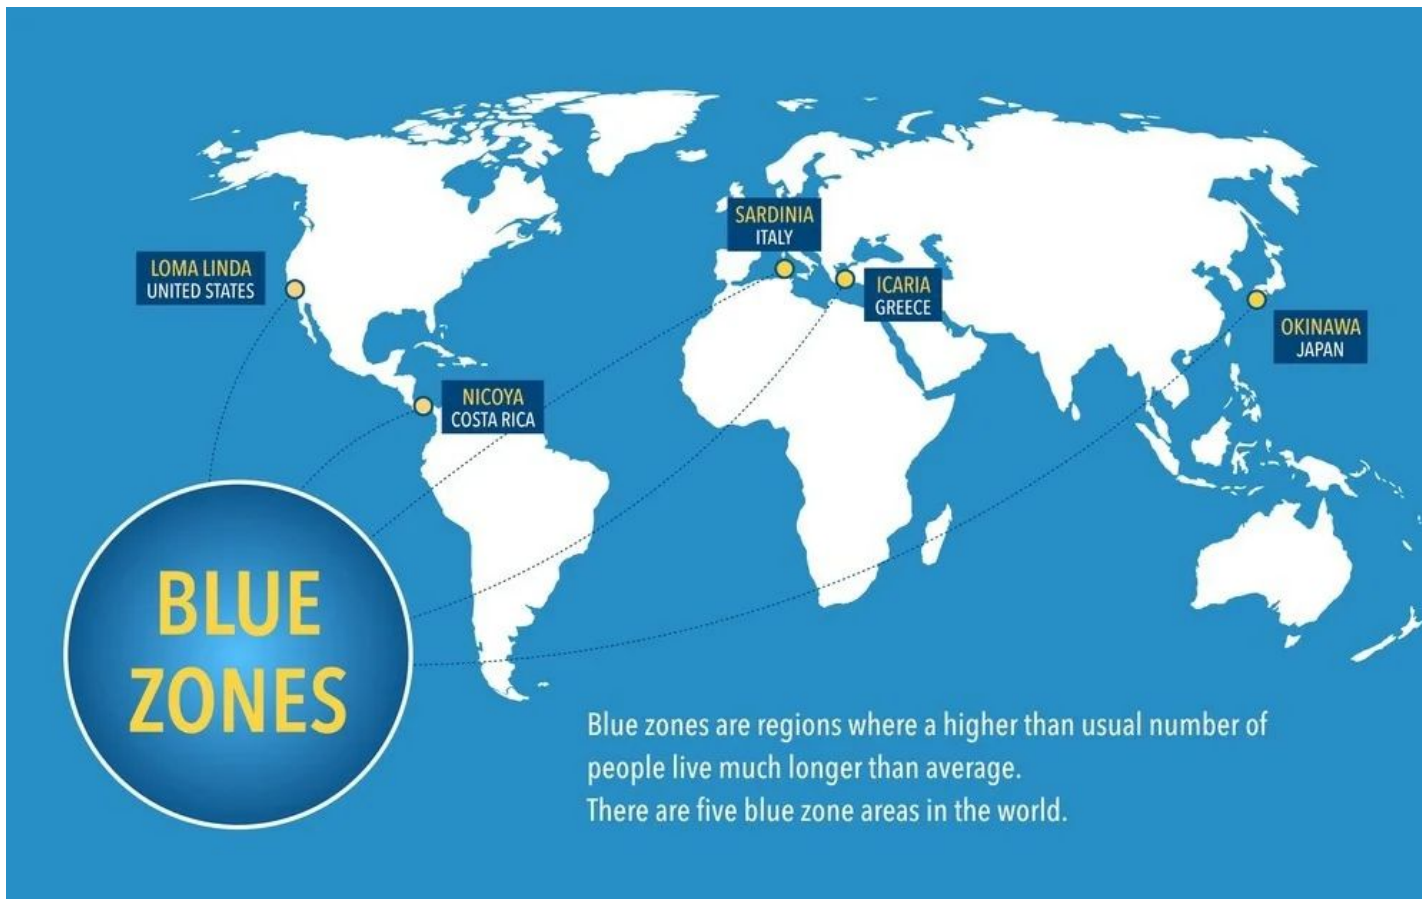 SARDINIA
ITALY
LOMA LINDA
UNITED STATES
ICARIA
GREECE
OKINAWA
JAPAN
NICOYA
COSTA RICA
BLUE
ZONES
Blue zones are regions where a higher than usual number of
people live much longer than average.
There are five blue zone areas in the world.